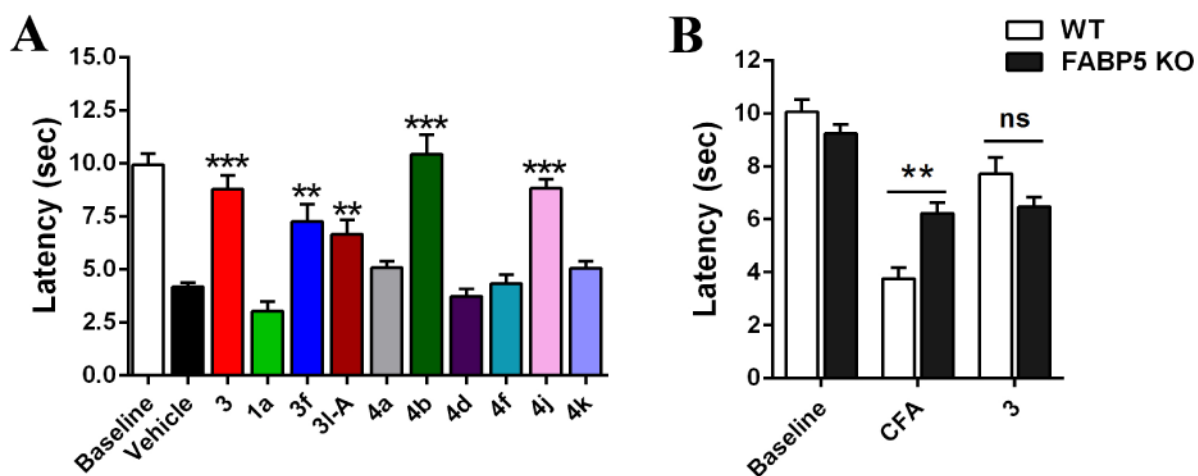 A
Latency (sec)
15.0
12.5
10.0
7.5
5.0
2.5
0.0
***
**
**
***
***
Baseline
Vehicle
3
1a
3f
3I-A
4a
4b
4d
4f
4j
4k
B
WT
FABP5 KO
Latency (sec)
12
10
8
6
4
2
0
**
ns
Baseline
CFA
3